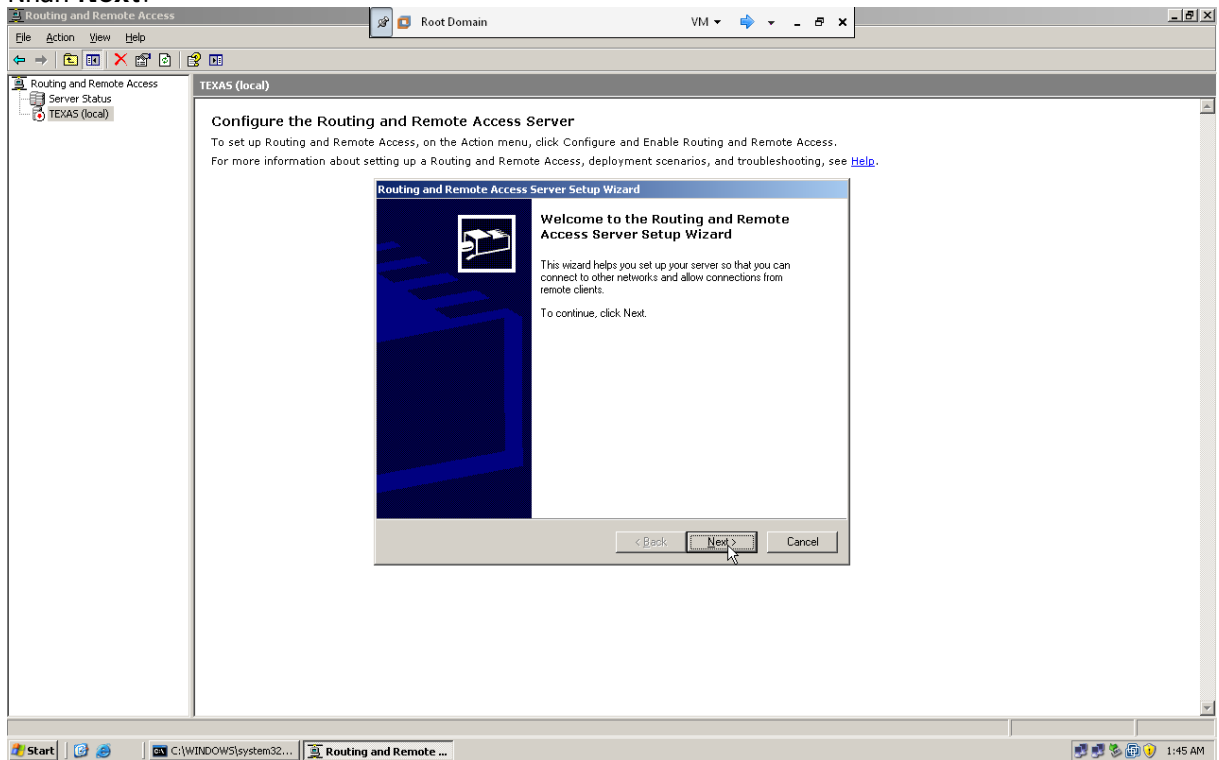 Nhấn Next.
Routing and Remote Access
Root Domain
VM
File Action View Help
Routing and Remote Access
Server Status
TEXAS (local)
TEXAS (local)
Configure the Routing and Remote Access Server
To set up Routing and Remote Access, on the Action menu, click Configure and Enable Routing and Remote Access.
For more information about setting up a Routing and Remote Access, deployment scenarios, and troubleshooting, see Help.
Routing and Remote Access Server Setup Wizard
Welcome to the Routing and Remote
Access Server Setup Wizard
This wizard helps you set up your server so that you can
connect to other networks and allow connections from
remote clients.
To continue, click Next.
< Back Next > Cancel
Start C:\WINDOWS\system32... Routing and Remote ... 1:45 AM